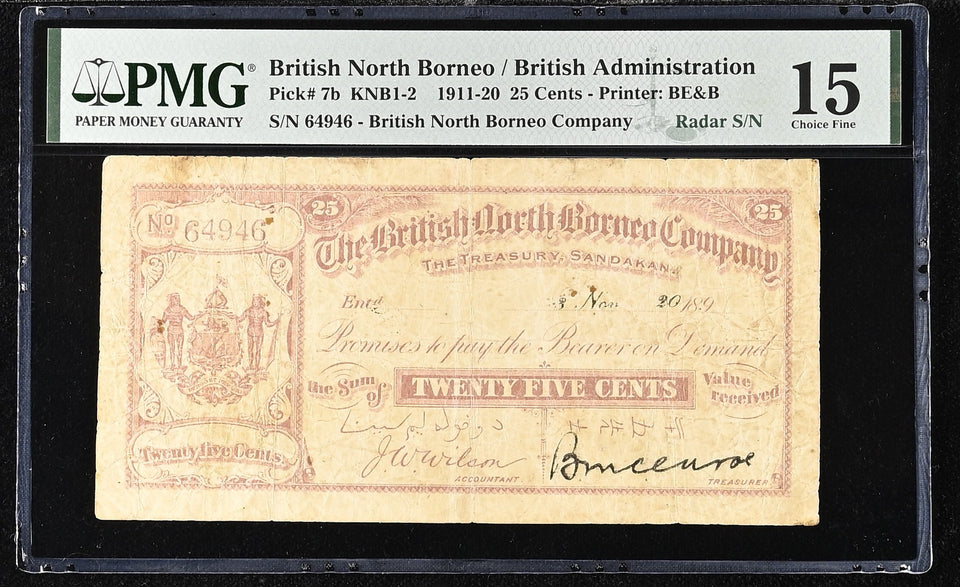 PMG®
PAPER MONEY GUARANTY
British North Borneo / British Administration
Pick# 7b KNB1-2 1911-20 25 Cents - Printer: BE&B
S/N 64946 - British North Borneo Company Radar S/N
15
Choice Fine
No 64946
25
25
The British North Borneo Company
THE TREASURY, SANDAKAN.
Entd 3 Nov 20 189
Promises to pay the Bearer on Demand
the Sum of TWENTY FIVE CENTS Value received
Twenty five Cents.
J.W.Wilson
ACCOUNTANT.
TREASURER.